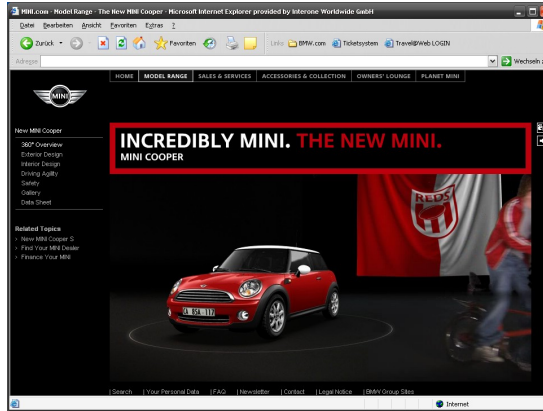 MINI.com - Model Range - The New MINI Cooper - Microsoft Internet Explorer provided by Interone Worldwide GmbH
Datei Bearbeiten Ansicht Favoriten Extras ?
Zurück Favoriten Links BMW.com Ticketsystem Travel@Web LOGIN
Adresse Wechseln z
HOME MODEL RANGE SALES & SERVICES ACCESSORIES & COLLECTION OWNERS' LOUNGE PLANET MINI
MINI
New MINI Cooper
360° Overview
Exterior Design
Interior Design
Driving Agility
Safety
Gallery
Data Sheet
Related Topics
> New MINI Cooper S
> Find Your MINI Dealer
> Finance Your MINI
INCREDIBLY MINI. THE NEW MINI.
MINI COOPER
REDS
| Search | Your Personal Data | FAQ | Newsletter | Contact | Legal Notice | BMW Group Sites
Internet